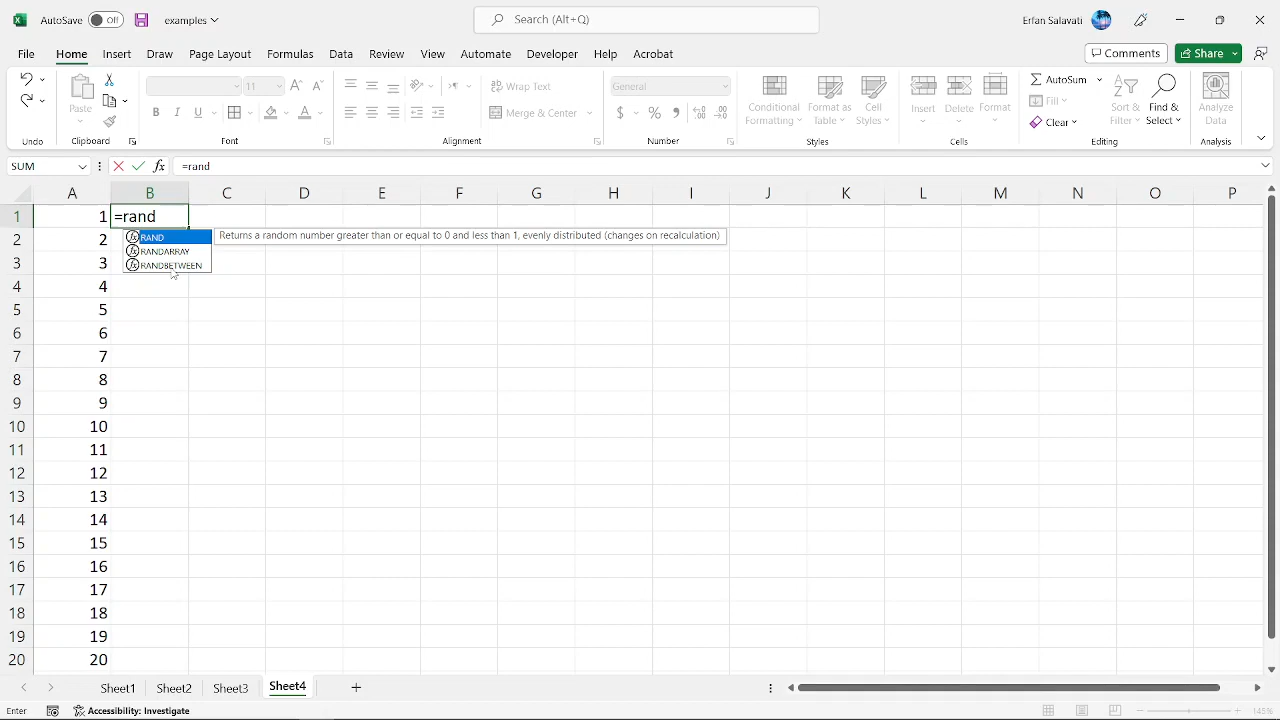 AutoSave Off examples Search (Alt+Q) Erfan Salavati
File Home Insert Draw Page Layout Formulas Data Review View Automate Developer Help Acrobat Comments Share
Paste
11
B I U
Wrap Text
Merge & Center
General
$ %
Conditional Formatting
Format as Table
Cell Styles
Insert
Delete
Format
AutoSum
Fill
Clear
Sort & Filter
Find & Select
Analyze Data
Undo Clipboard Font Alignment Number Styles Cells Editing Analysis
SUM fx =rand
A B C D E F G H I J K L M N O P
1 1 =rand
2 2 RAND Returns a random number greater than or equal to 0 and less than 1, evenly distributed (changes on recalculation)
RANDARRAY
3 3 RANDBETWEEN
4 4
5 5
6 6
7 7
8 8
9 9
10 10
11 11
12 12
13 13
14 14
15 15
16 16
17 17
18 18
19 19
20 20
Sheet1 Sheet2 Sheet3 Sheet4
Enter Accessibility: Investigate 145%